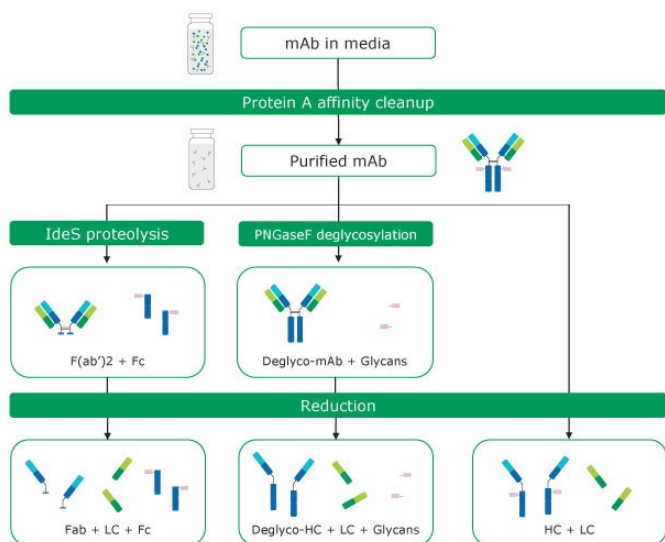 mAb in media
Protein A affinity cleanup
Purified mAb
IdeS proteolysis
PNGaseF deglycosylation
F(ab')2 + Fc
Deglyco-mAb + Glycans
Reduction
Fab + LC + Fc
Deglyco-HC + LC + Glycans
HC + LC